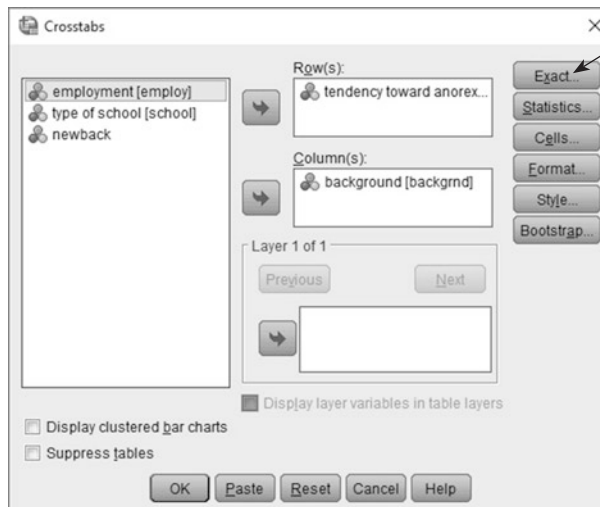 Crosstabs
employment [employ]
type of school [school]
newback
Row(s):
tendency toward anorex...
Column(s):
background [backgrnd]
Layer 1 of 1
Previous
Next
Display layer variables in table layers
Exact...
Statistics...
Cells...
Format...
Style...
Bootstrap...
Display clustered bar charts
Suppress tables
OK Paste Reset Cancel Help